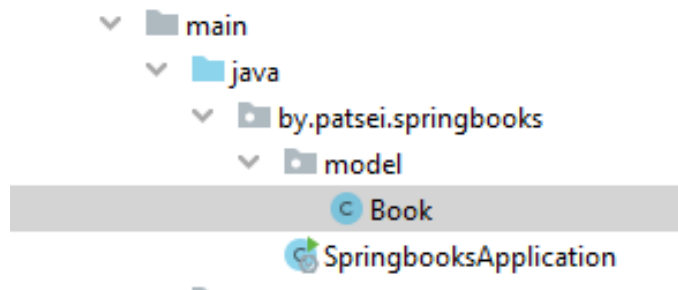 main
java
by.patsei.springbooks
model
C Book
SpringbooksApplication